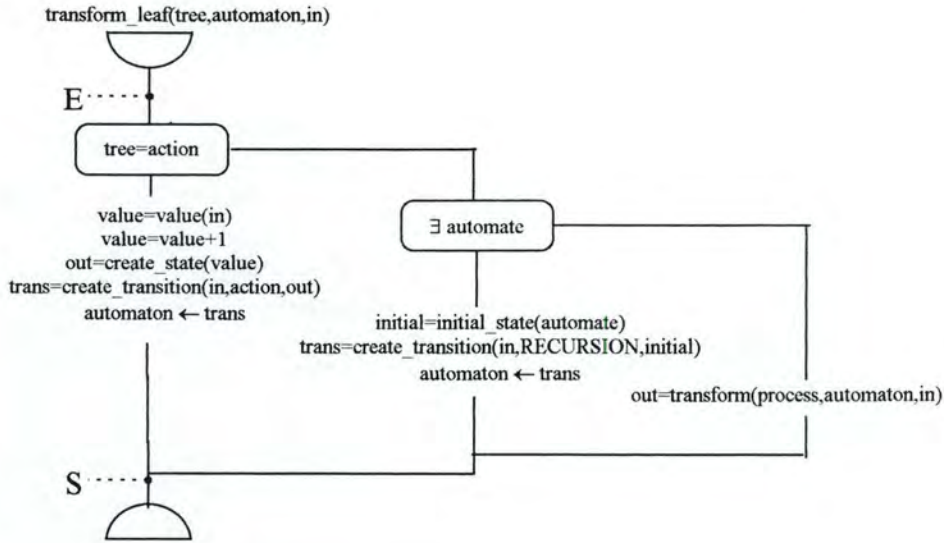 transform_leaf(tree,automaton,in)
E
tree=action
value=value(in)
value=value+1
out=create_state(value)
trans=create_transition(in,action,out)
automaton ← trans
∃ automate
initial=initial_state(automate)
trans=create_transition(in,RECURSION,initial)
automaton ← trans
out=transform(process,automaton,in)
S